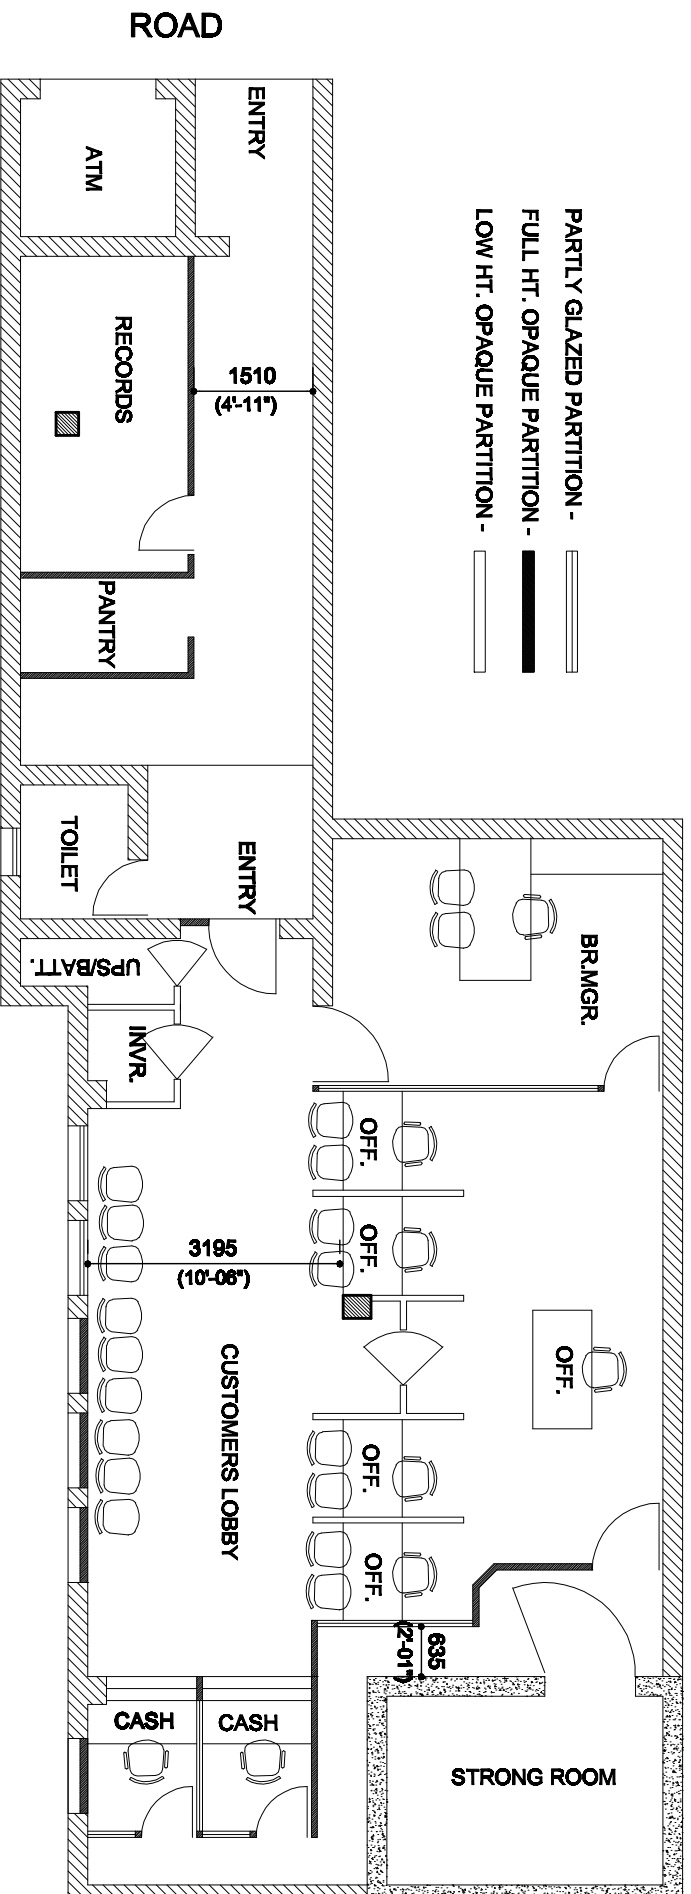 ROAD
ENTRY
ATM
PARTLY GLAZED PARTITION -
FULL HT. OPAQUE PARTITION -
LOW HT. OPAQUE PARTITION -
RECORDS
1510
(4'-11")
PANTRY
TOILET
ENTRY
BR.MGR.
UPS/BATT.
INVR.
OFF.
OFF.
3195
(10'-06")
OFF.
CUSTOMERS LOBBY
OFF.
OFF.
635
(2'-01")
CASH
CASH
STRONG ROOM